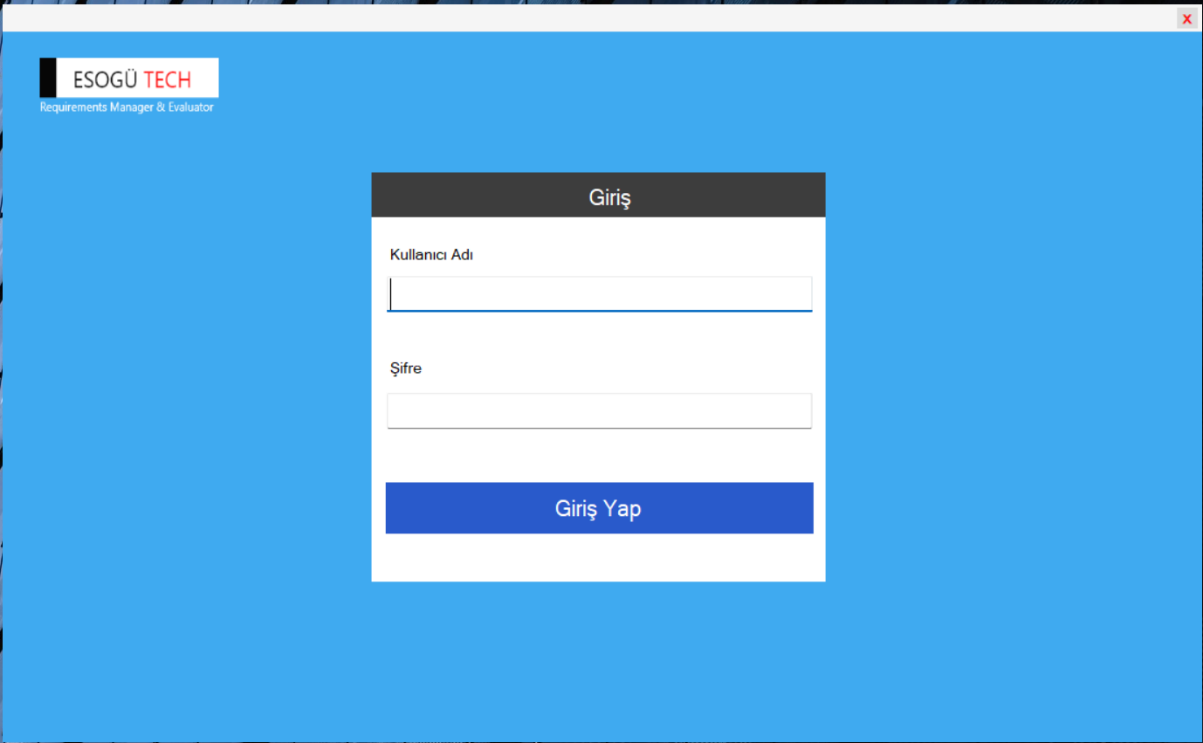 x
ESOGÜ TECH
Requirements Manager & Evaluator
Giriş
Kullanıcı Adı
Şifre
Giriş Yap